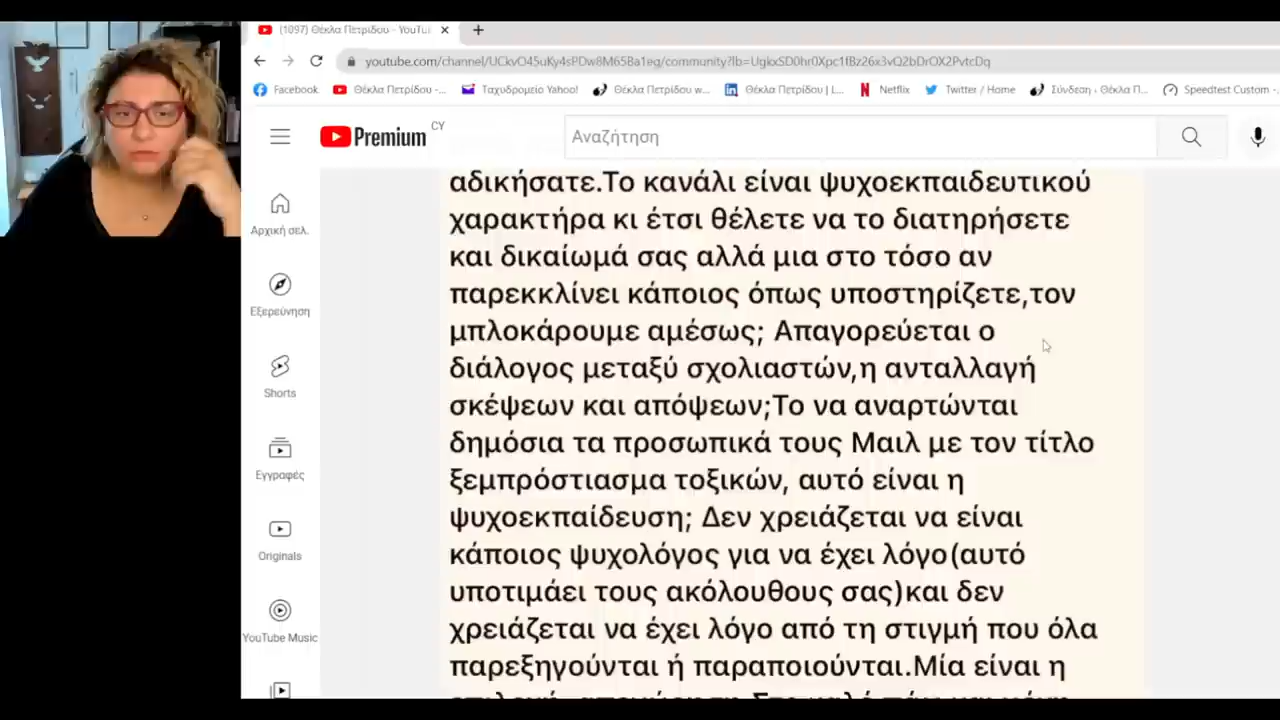 (1097) Θέκλα Πετρίδου - YouTu
youtube.com/channel/UCkvO45uKy4sPDw8M65Ba1eg/community?lb=UgkxSD0hr0Xpc1fBz26x3vQ2bDrOX2PvtcDq
Facebook Θέκλα Πετρίδου -... Ταχυδρομείο Yahoo! Θέκλα Πετρίδου w... Θέκλα Πετρίδου | L... Netflix Twitter / Home Σύνδεση ‹ Θέκλα Π... Speedtest Custom -
Premium CY
Αναζήτηση
Αρχική σελ.
Εξερεύνηση
Shorts
Εγγραφές
Originals
YouTube Music
αδικήσατε.Το κανάλι είναι ψυχοεκπαιδευτικού
χαρακτήρα κι έτσι θέλετε να το διατηρήσετε
και δικαίωμά σας αλλά μια στο τόσο αν
παρεκκλίνει κάποιος όπως υποστηρίζετε,τον
μπλοκάρουμε αμέσως; Απαγορεύεται ο
διάλογος μεταξύ σχολιαστών,η ανταλλαγή
σκέψεων και απόψεων;Το να αναρτώνται
δημόσια τα προσωπικά τους Μαιλ με τον τίτλο
ξεμπρόστιασμα τοξικών, αυτό είναι η
ψυχοεκπαίδευση; Δεν χρειάζεται να είναι
κάποιος ψυχολόγος για να έχει λόγο(αυτό
υποτιμάει τους ακόλουθους σας)και δεν
χρειάζεται να έχει λόγο από τη στιγμή που όλα
παρεξηγούνται ή παραποιούνται.Μία είναι η